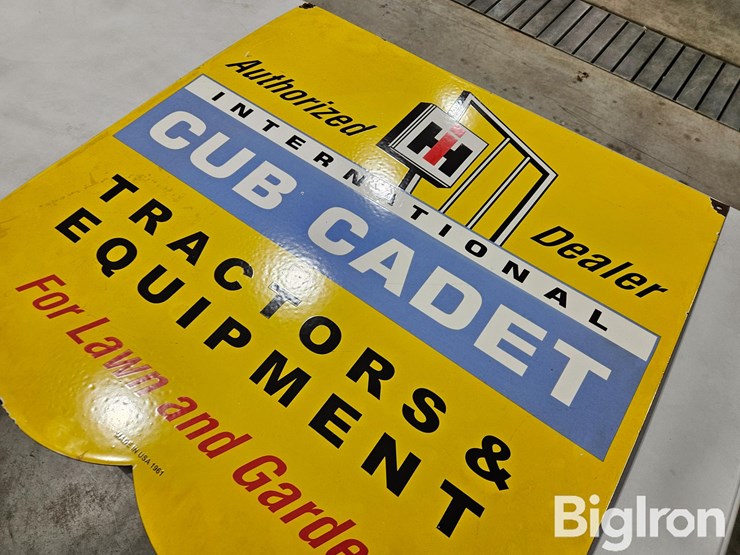 Authorized
IH
Dealer
INTERNATIONAL
CUB CADET
TRACTORS &
EQUIPMENT
For Lawn and Garde
MADE IN USA 1961
BigIron